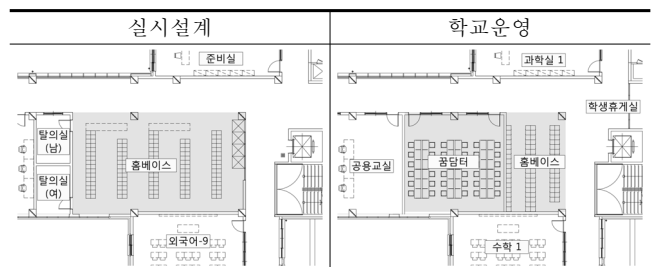 실시설계
학교운영
준비실
탈의실
(남)
홈베이스
탈의실
(여)
외국어-9
과학실 1
학생휴게실
공용교실
꿈담터
홈베이스
수학 1